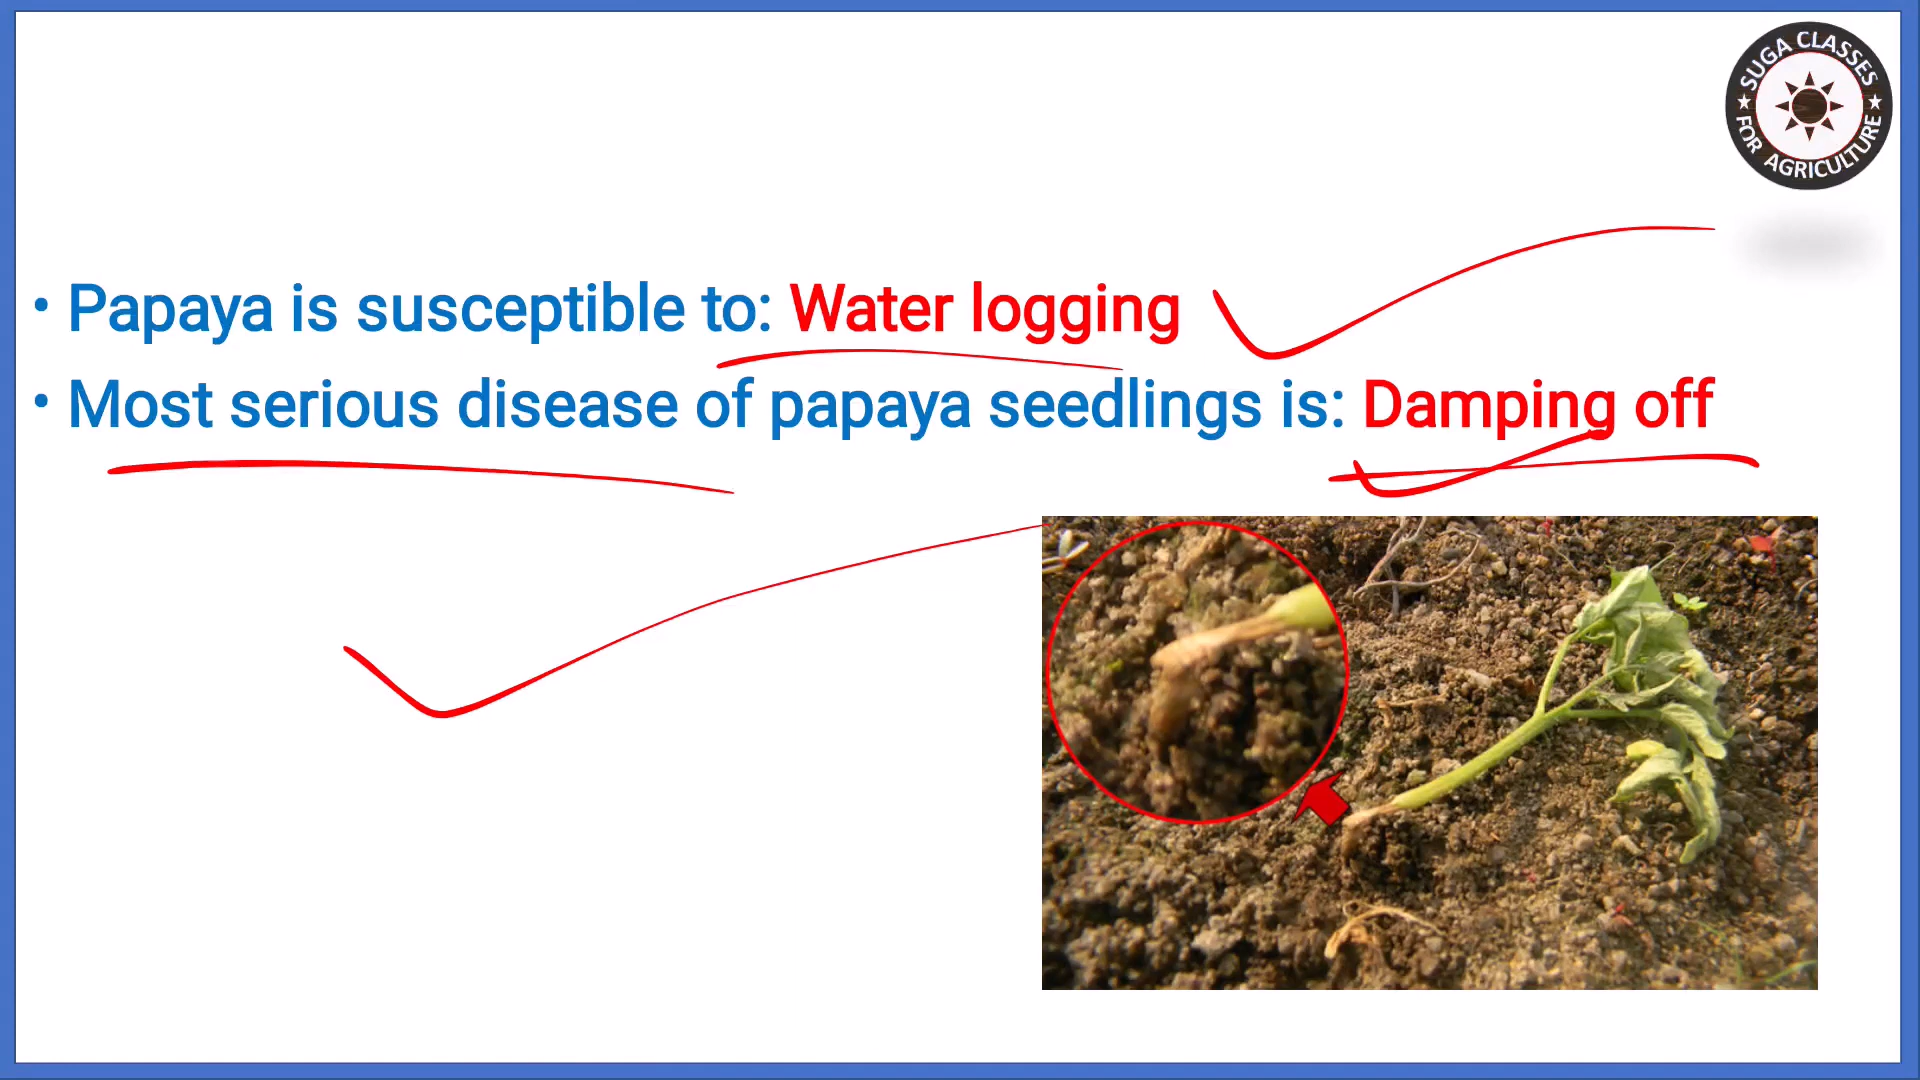 SUGA CLASSES
FOR AGRICULTURE
• Papaya is susceptible to: Water logging
• Most serious disease of papaya seedlings is: Damping off